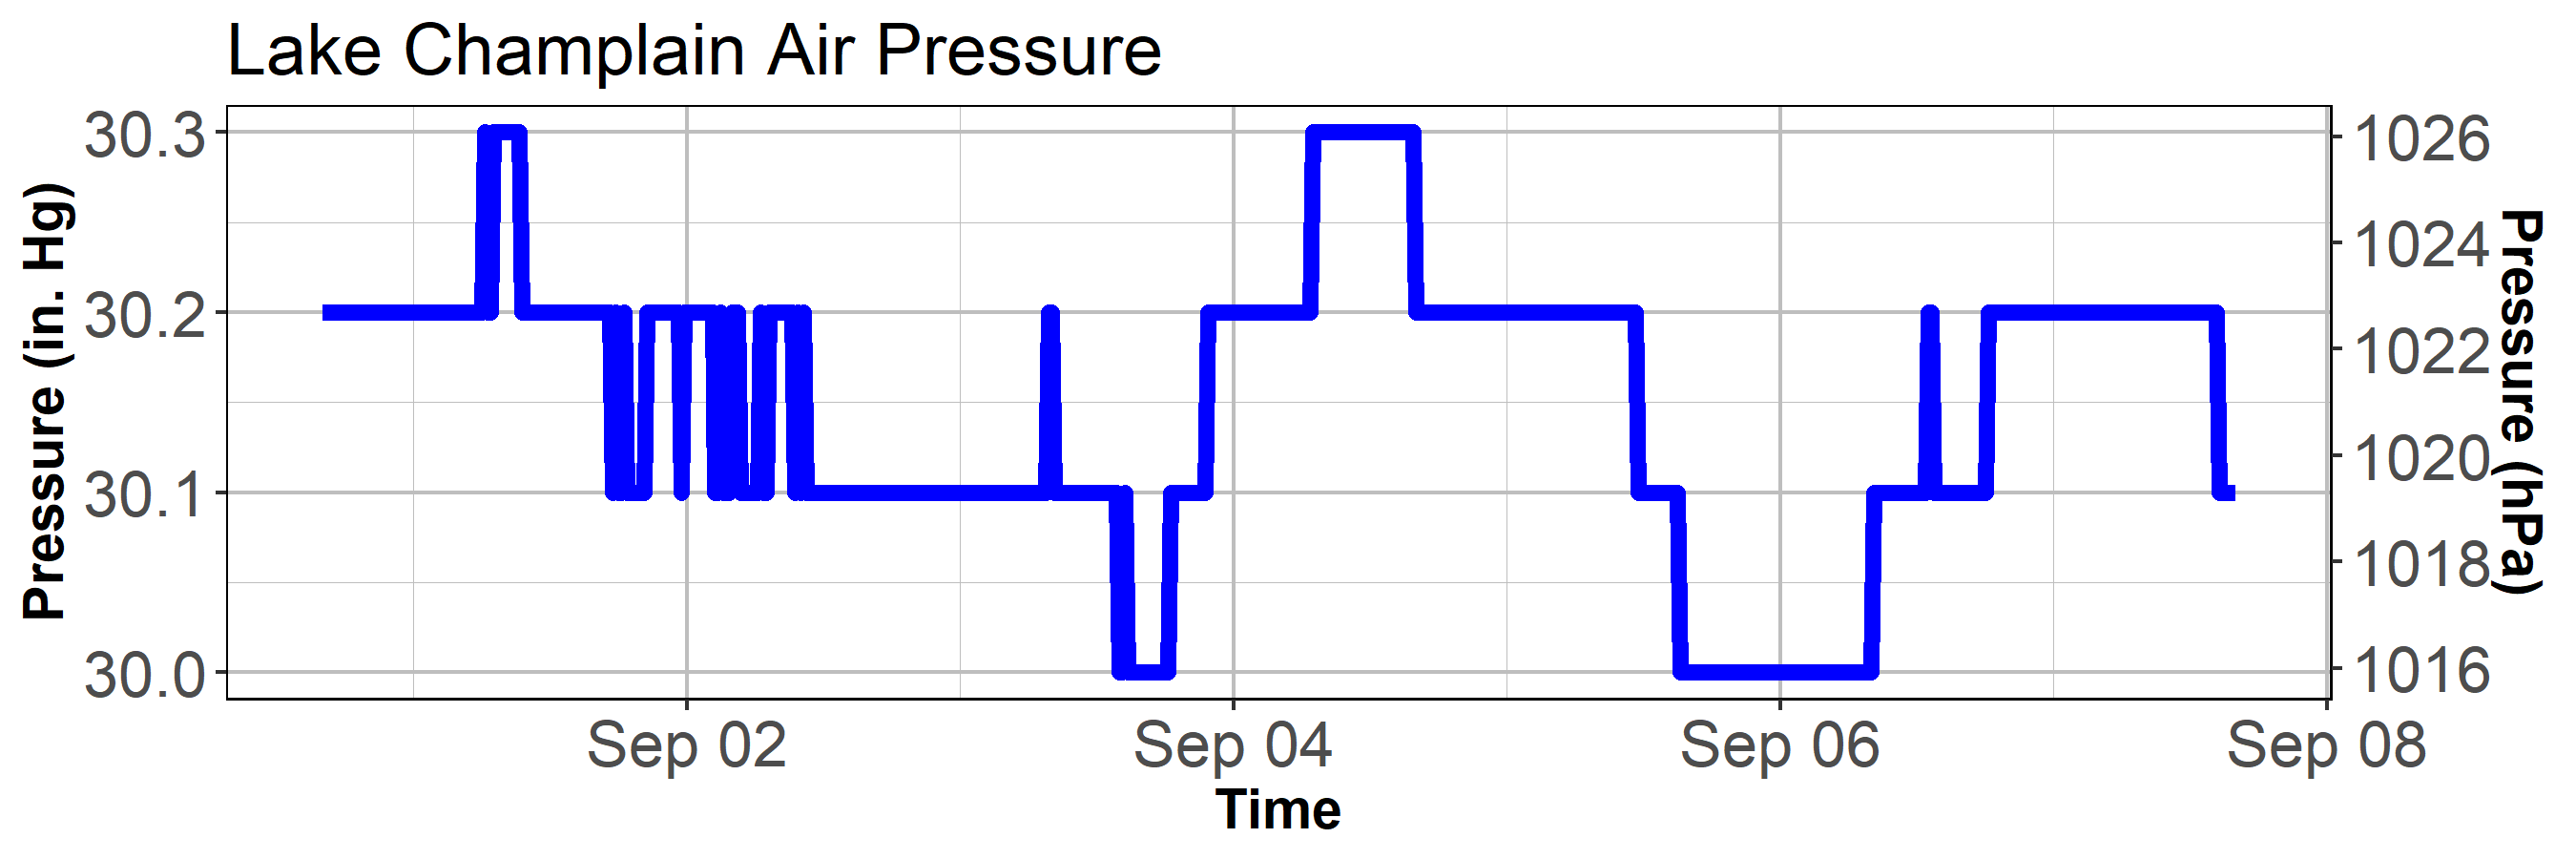 Lake Champlain Air Pressure
Pressure (in. Hg)
30.3
30.2
30.1
30.0
1026
1024
1022
1020
1018
1016
Pressure (hPa)
Sep 02 Sep 04 Sep 06 Sep 08
Time